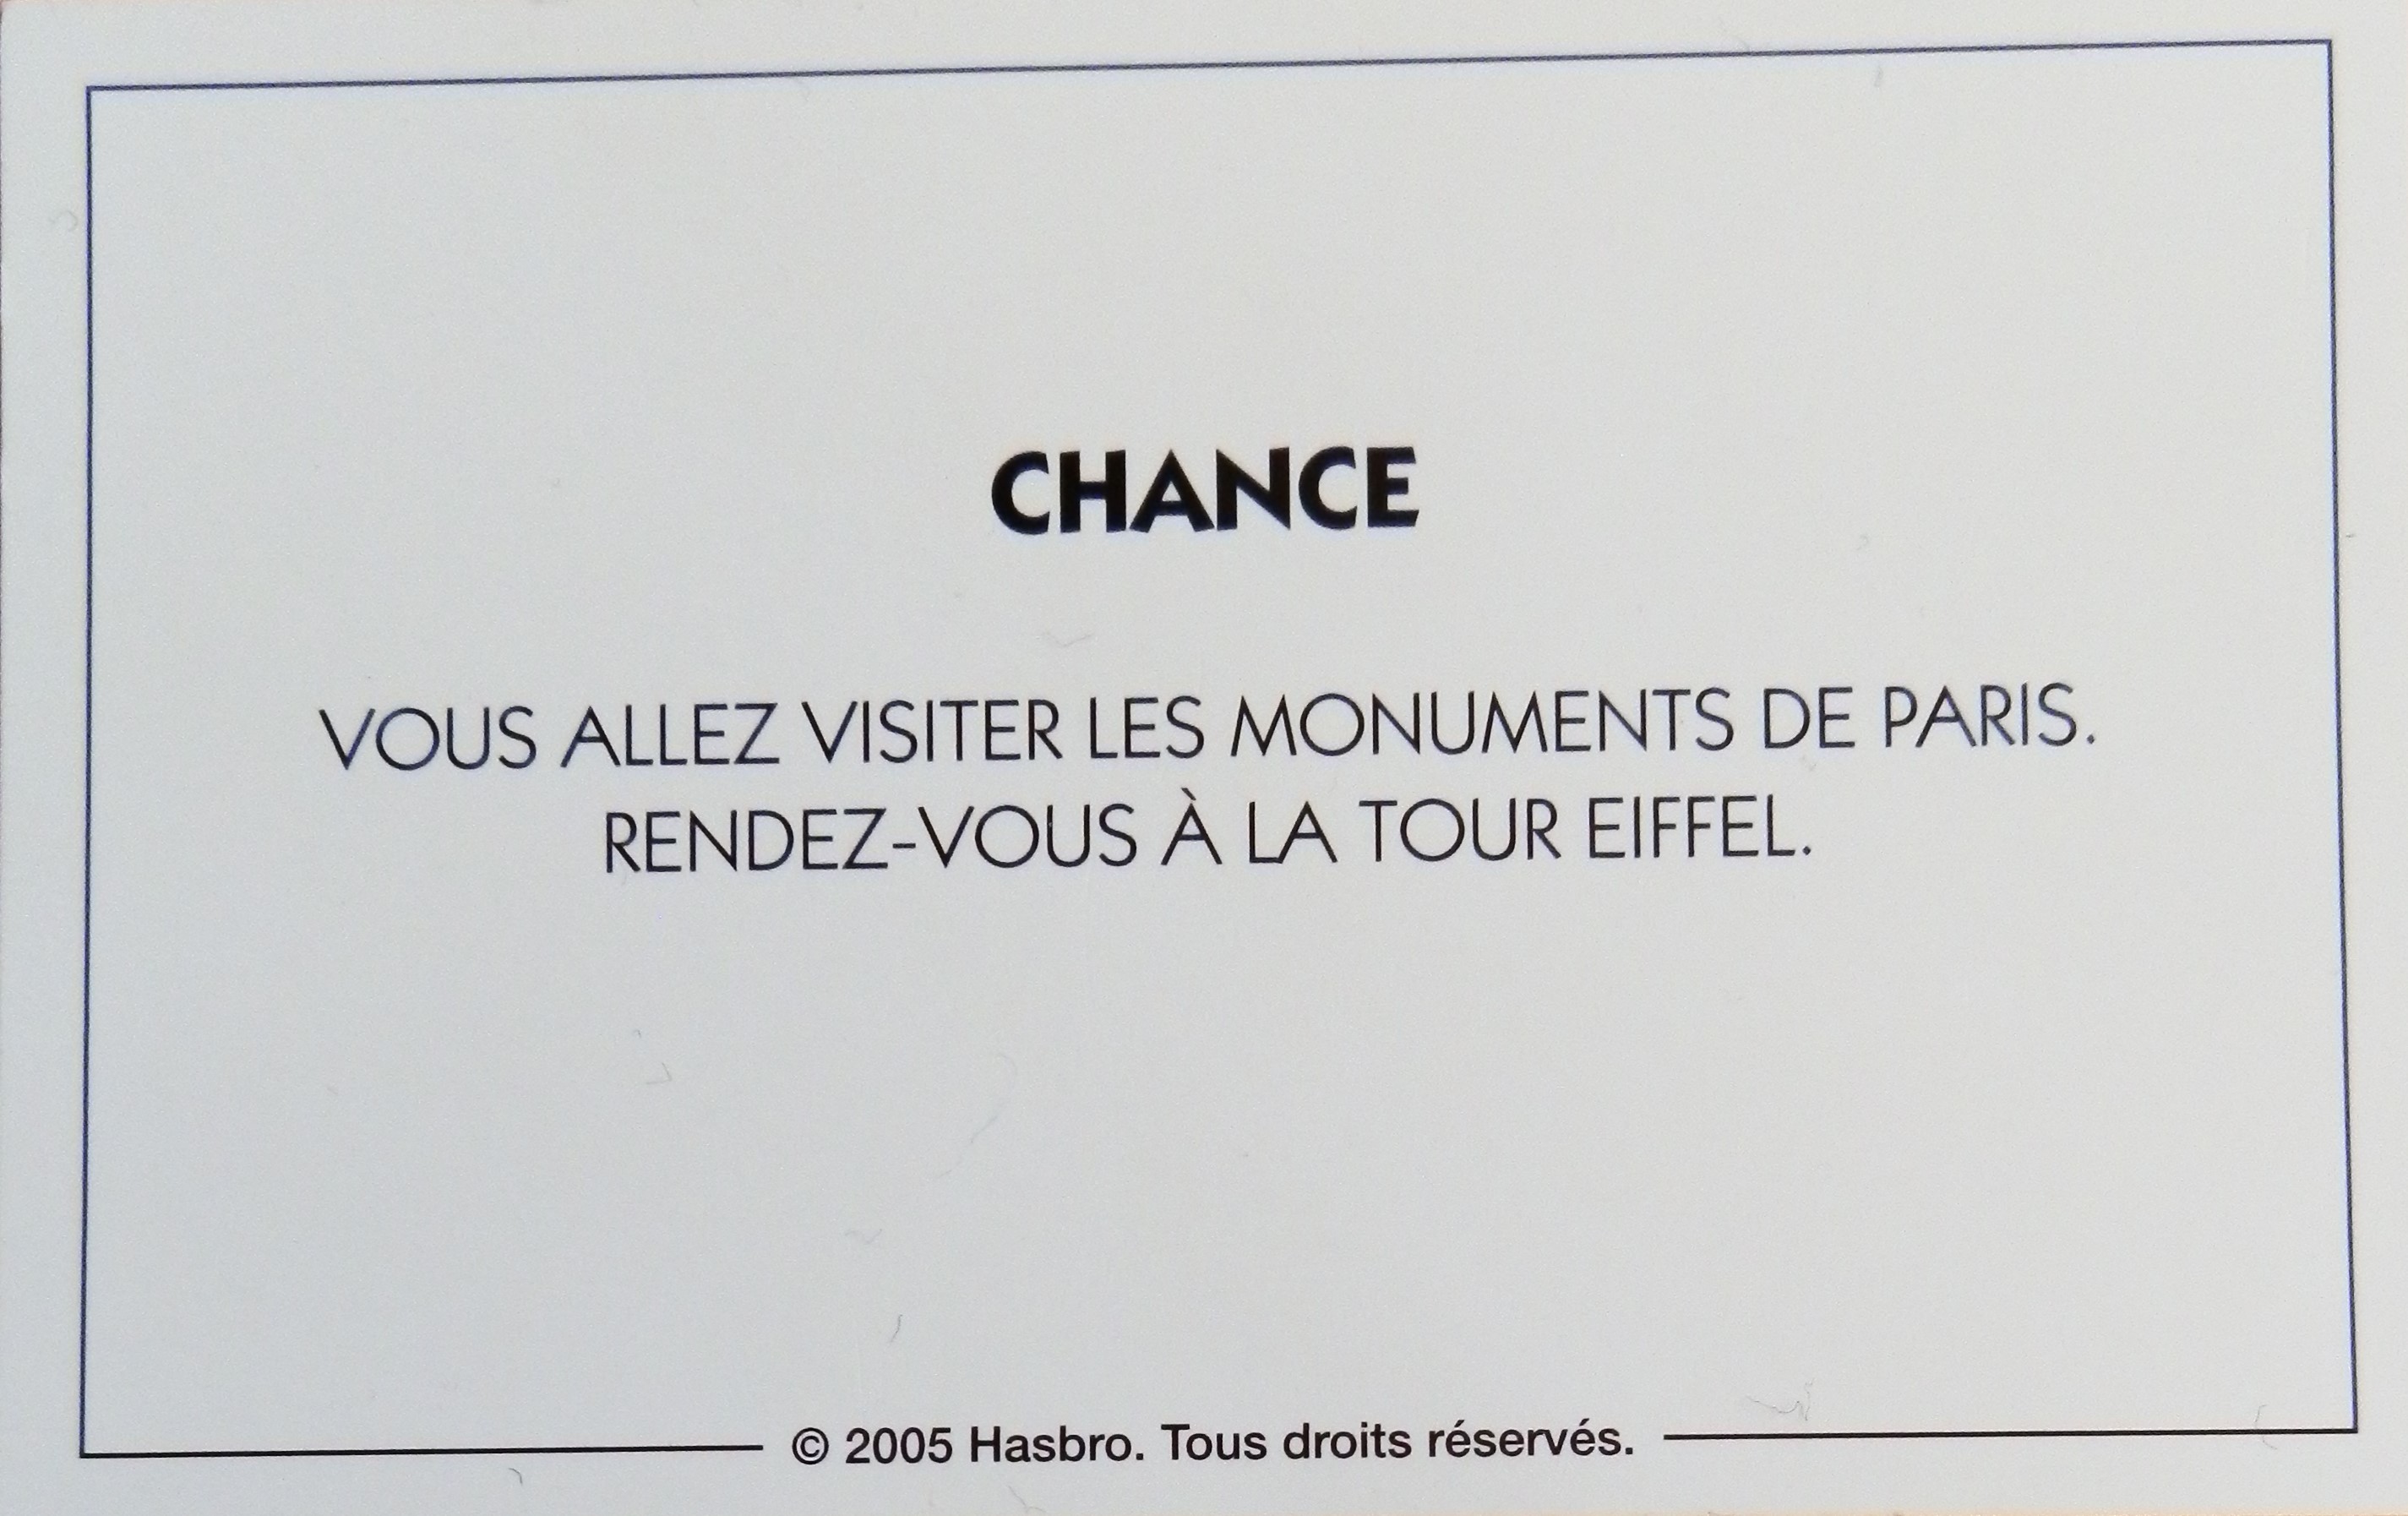 CHANCE
VOUS ALLEZ VISITER LES MONUMENTS DE PARIS.
RENDEZ-VOUS À LA TOUR EIFFEL.
© 2005 Hasbro. Tous droits réservés.